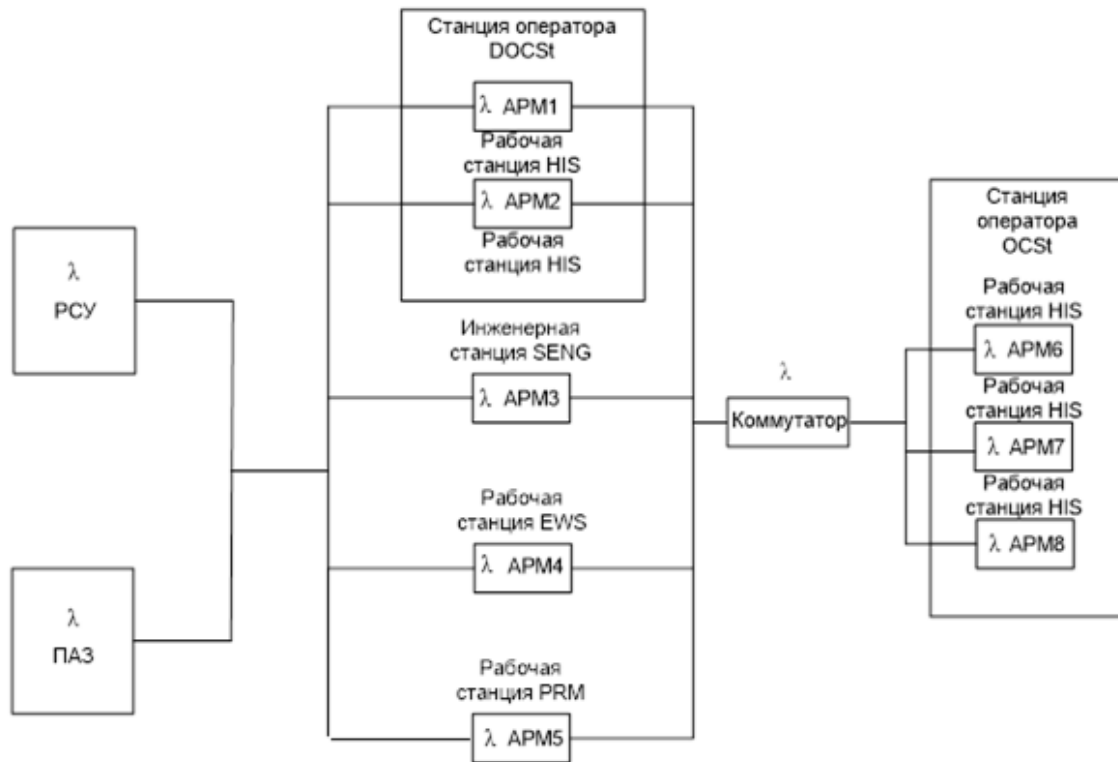 Станция оператора
DOCSt
λ АРМ1
Рабочая
станция HIS
λ АРМ2
Рабочая
станция HIS
Инженерная
станция SENG
λ АРМ3
Рабочая
станция EWS
λ АРМ4
Рабочая
станция PRM
λ АРМ5
λ
РСУ
λ
ПАЗ
λ
Коммутатор
Станция
оператора
OCSt
Рабочая
станция HIS
λ АРМ6
Рабочая
станция HIS
λ АРМ7
Рабочая
станция HIS
λ АРМ8